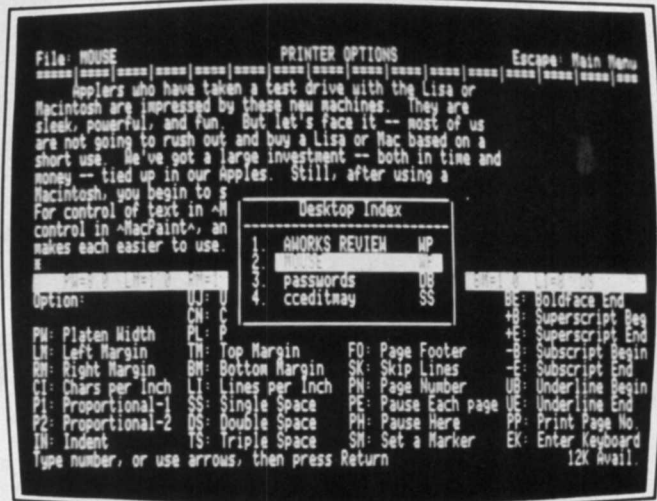 File: MOUSE PRINTER OPTIONS Escape: Main Menu
Applers who have taken a test drive with the Lisa or
Macintosh are impressed by these new machines. They are
sleek, powerful, and fun. But let's face it -- most of us
are not going to rush out and buy a Lisa or Mac based on a
short use. We've got a large investment -- both in time and
money -- tied up in our Apples. Still, after using a
Macintosh, you begin to s
For control of text in ^M
control in ^MacPaint^, an
makes each easier to use.
Desktop Index
1. AWORKS REVIEW WP
2. MOUSE WP
3. passwords DB
4. cceditmay SS
Option: UJ: U BE: Boldface End
CN: C +B: Superscript Beg
PW: Platen Width PL: P +E: Superscript End
LM: Left Margin TM: Top Margin FO: Page Footer -B: Subscript Begin
RM: Right Margin BM: Bottom Margin SK: Skip Lines -E: Subscript End
CI: Chars per Inch LI: Lines per Inch PN: Page Number UB: Underline Begin
P1: Proportional-1 SS: Single Space PE: Pause Each page UE: Underline End
P2: Proportional-2 DS: Double Space PH: Pause Here PP: Print Page No.
IN: Indent TS: Triple Space SM: Set a Marker EK: Enter Keyboard
Type number, or use arrows, then press Return 12K Avail.